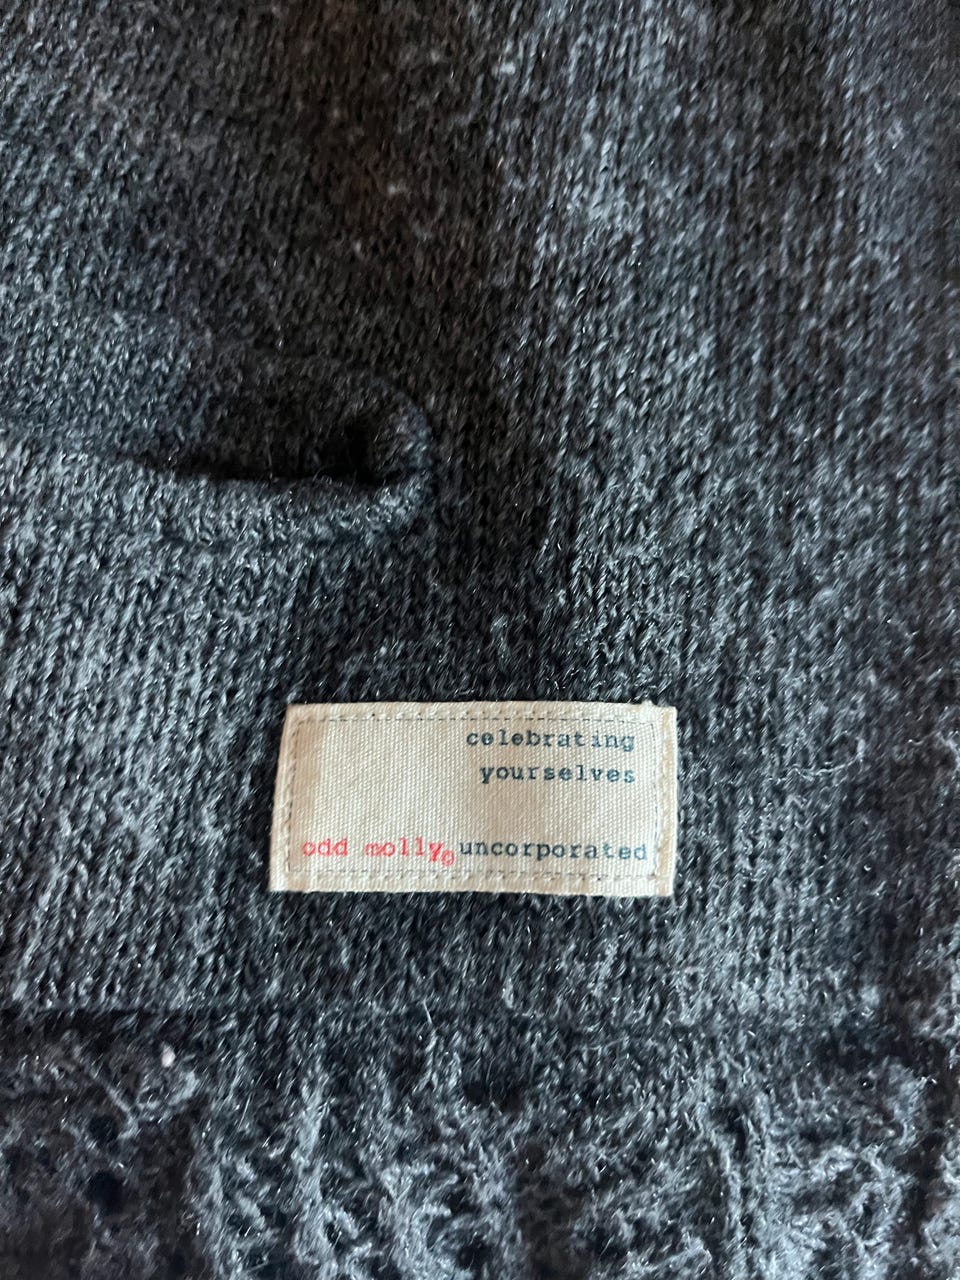 celebrating
yourselves
odd molly© uncorporated